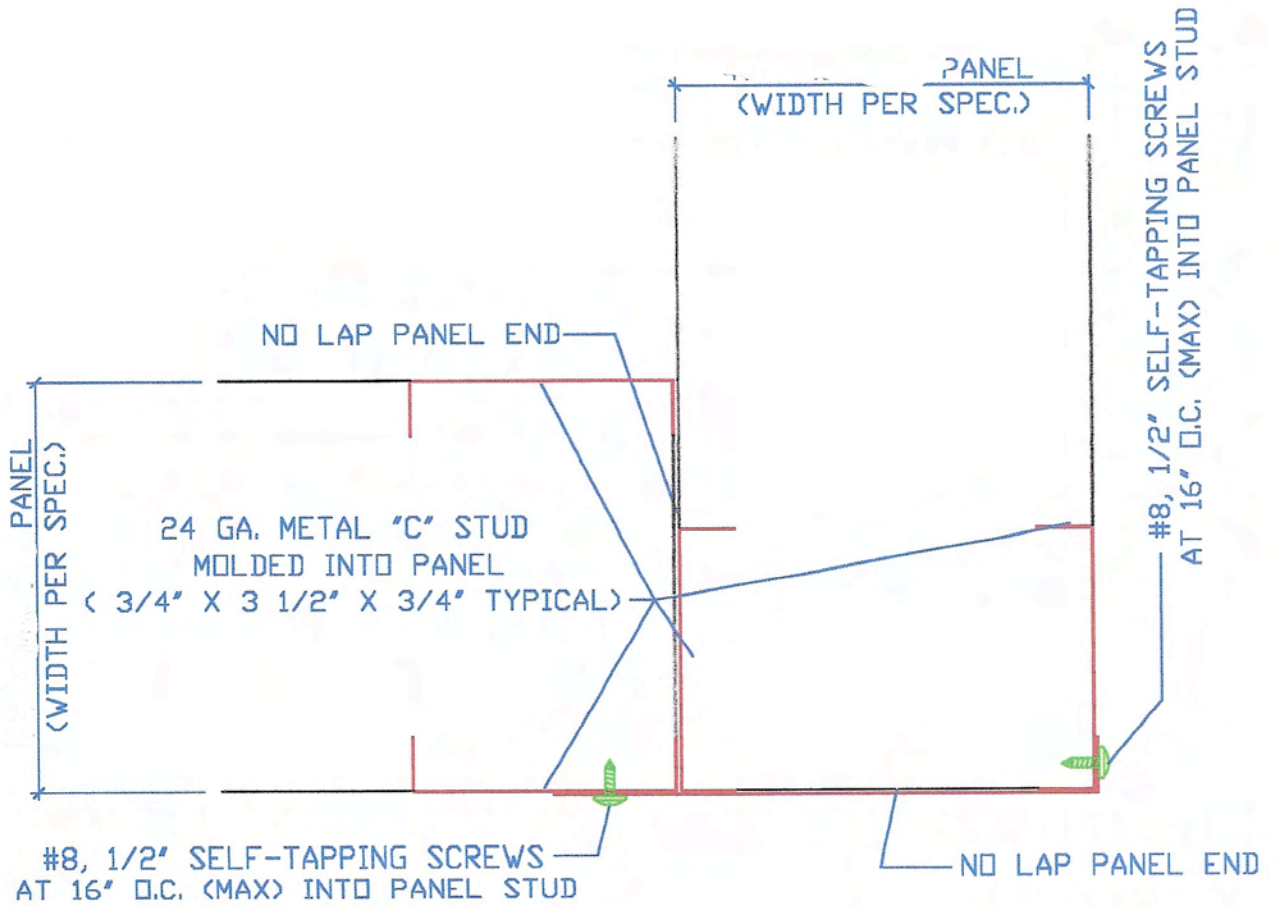 PANEL
(WIDTH PER SPEC.)
#8, 1/2" SELF-TAPPING SCREWS
AT 16" O.C. (MAX) INTO PANEL STUD
NO LAP PANEL END
PANEL
(WIDTH PER SPEC.)
24 GA. METAL "C" STUD
MOLDED INTO PANEL
( 3/4" X 3 1/2" X 3/4" TYPICAL)
#8, 1/2" SELF-TAPPING SCREWS
AT 16" O.C. (MAX) INTO PANEL STUD
NO LAP PANEL END